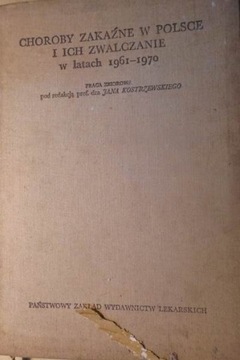 CHOROBY ZAKAŹNE W POLSCE
I ICH ZWALCZANIE
w latach 1961-1970
PRACA ZBIOROWA
pod redakcją prof. dra JANA KOSTRZEWSKIEGO
PAŃSTWOWY ZAKŁAD WYDAWNICTW LEKARSKICH